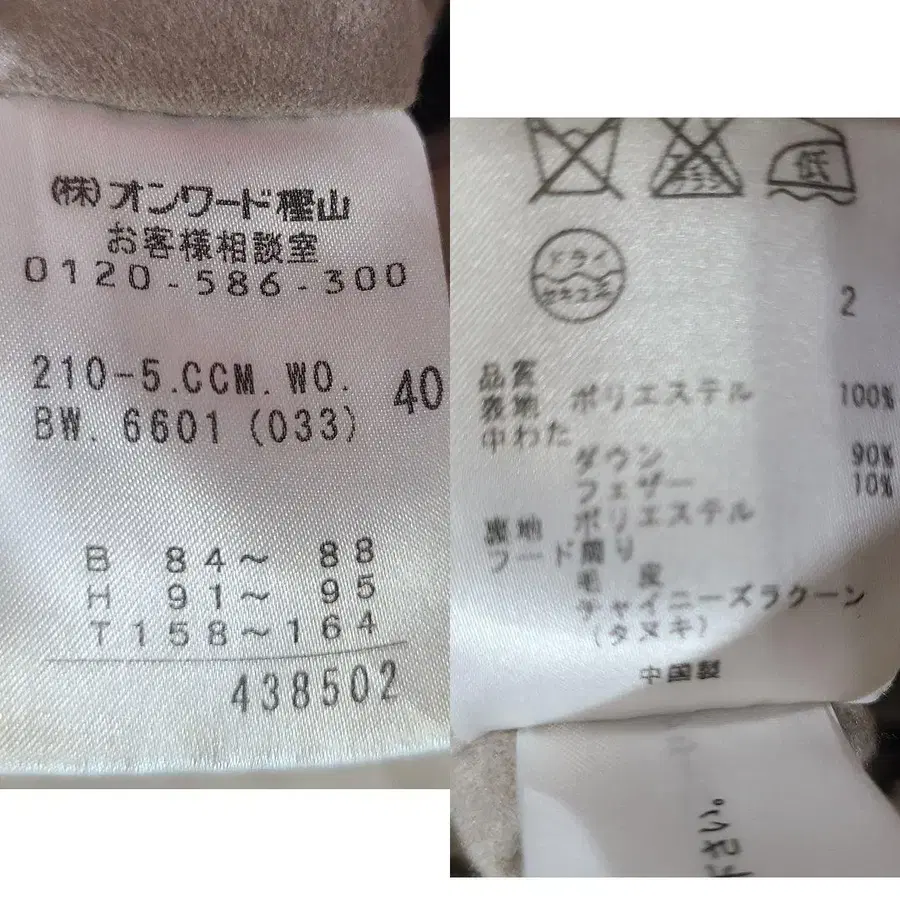 (株)オンワード樫山
お客様相談室
0120-586-300
210-5.CCM.WO. 40
BW. 6601 (033)
B 84～ 88
H 91～ 95
T 158～164
438502
低
ドライ
セキユ系
2
品質
表地 ポリエステル 100%
中わた
ダウン 90%
フェザー 10%
裏地 ポリエステル
フード周り
毛皮
チャイニーズラクーン
(タヌキ)
中国製
下さい。